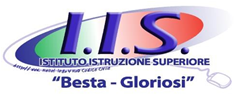 I.I.S.
ISTITUTO ISTRUZIONE SUPERIORE
"Besta - Gloriosi"